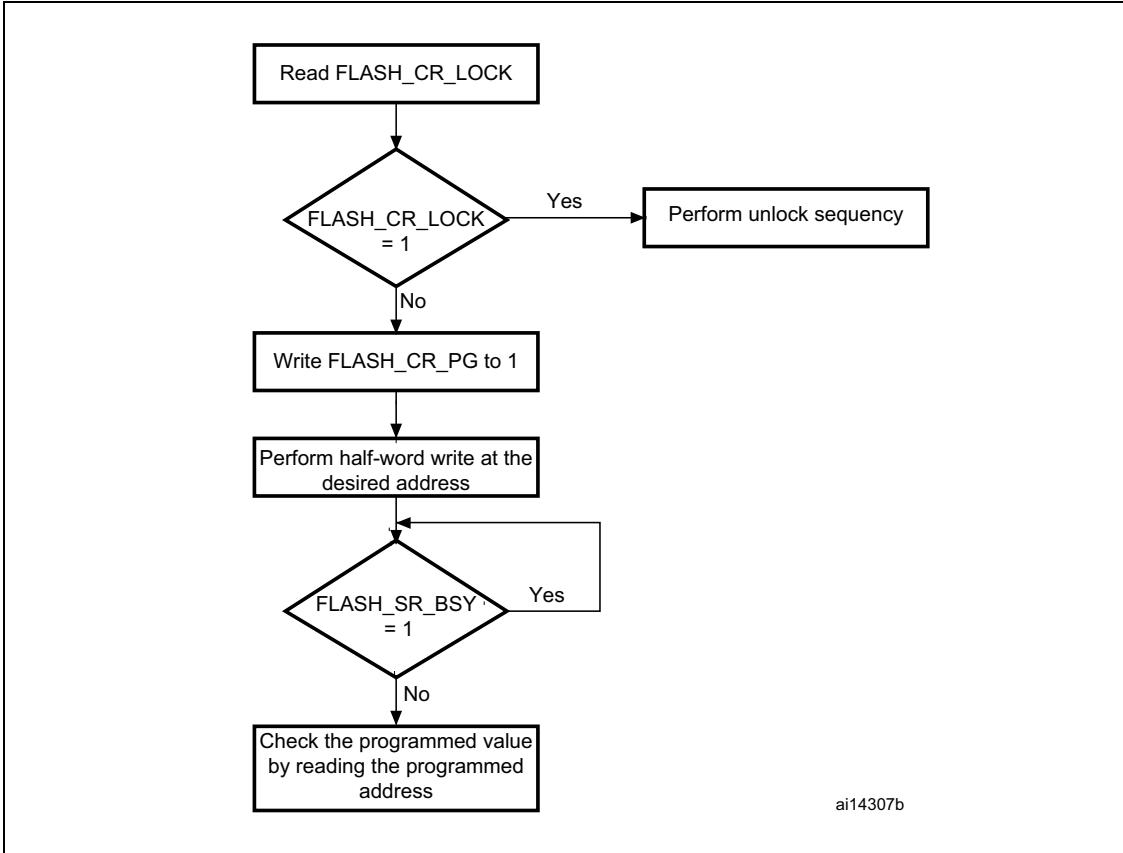 Read FLASH_CR_LOCK
FLASH_CR_LOCK
= 1
Yes
Perform unlock sequency
No
Write FLASH_CR_PG to 1
Perform half-word write at the
desired address
FLASH_SR_BSY
= 1
Yes
No
Check the programmed value
by reading the programmed
address
ai14307b